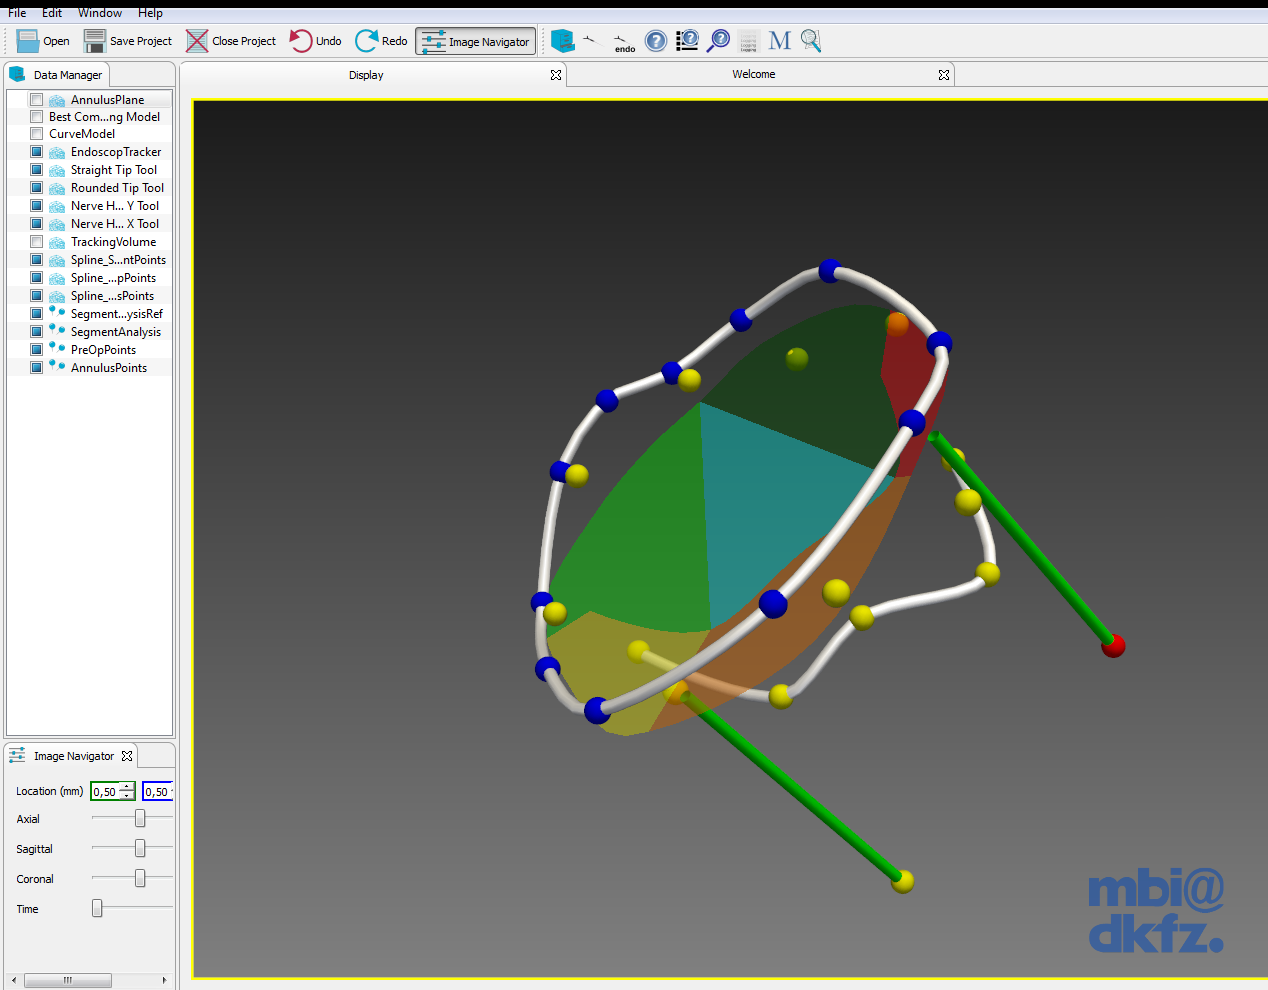 File Edit Window Help
Open Save Project Close Project Undo Redo Image Navigator endo M
Data Manager
Display
Welcome
AnnulusPlane
Best Com...ng Model
CurveModel
EndoscopTracker
Straight Tip Tool
Rounded Tip Tool
Nerve H... Y Tool
Nerve H... X Tool
TrackingVolume
Spline_S...ntPoints
Spline_...pPoints
Spline_...sPoints
Segment...ysisRef
SegmentAnalysis
PreOpPoints
AnnulusPoints
Image Navigator
Location (mm) 0,50 0,50
Axial
Sagittal
Coronal
Time
mbi@
dkfz.